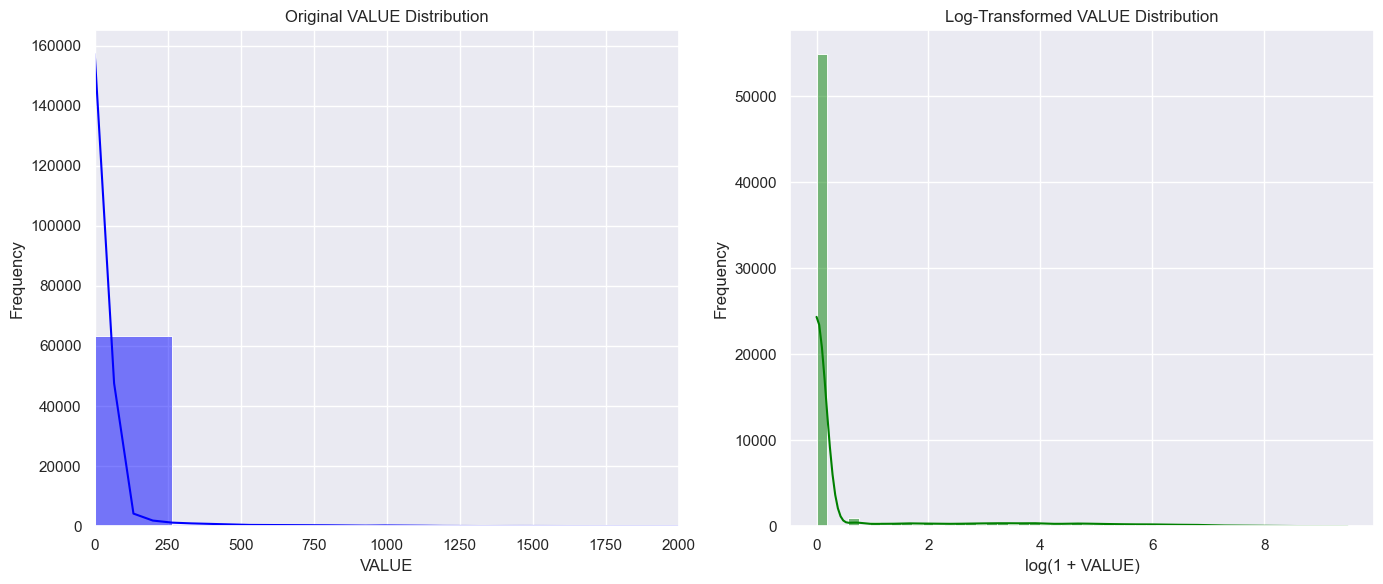 Original VALUE Distribution
160000
140000
120000
100000
80000
60000
40000
20000
0
Frequency
0 250 500 750 1000 1250 1500 1750 2000
VALUE
Log-Transformed VALUE Distribution
50000
40000
30000
20000
10000
0
Frequency
0 2 4 6 8
log(1 + VALUE)